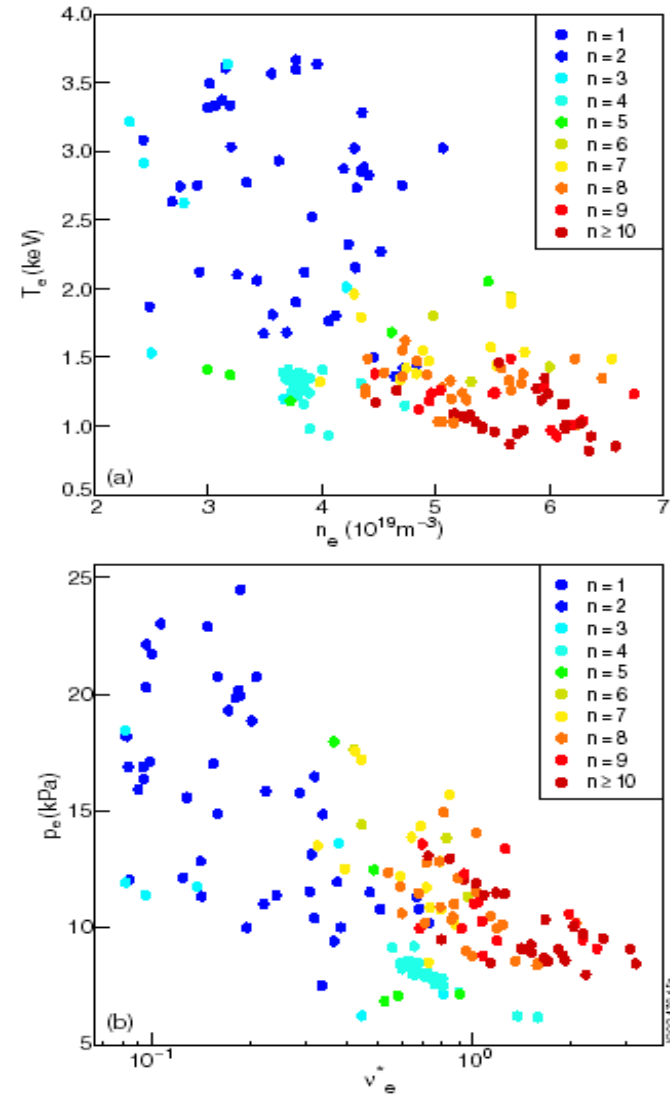 4.0
3.5
3.0
2.5
2.0
1.5
1.0
0.5
T_e (keV)
n = 1
n = 2
n = 3
n = 4
n = 5
n = 6
n = 7
n = 8
n = 9
n ≥ 10
(a)
2 3 4 5 6 7
n_e (10^19 m^−3)
25
20
15
10
5
p_e (kPa)
n = 1
n = 2
n = 3
n = 4
n = 5
n = 6
n = 7
n = 8
n = 9
n ≥ 10
(b)
10^−1 10^0
ν*_e